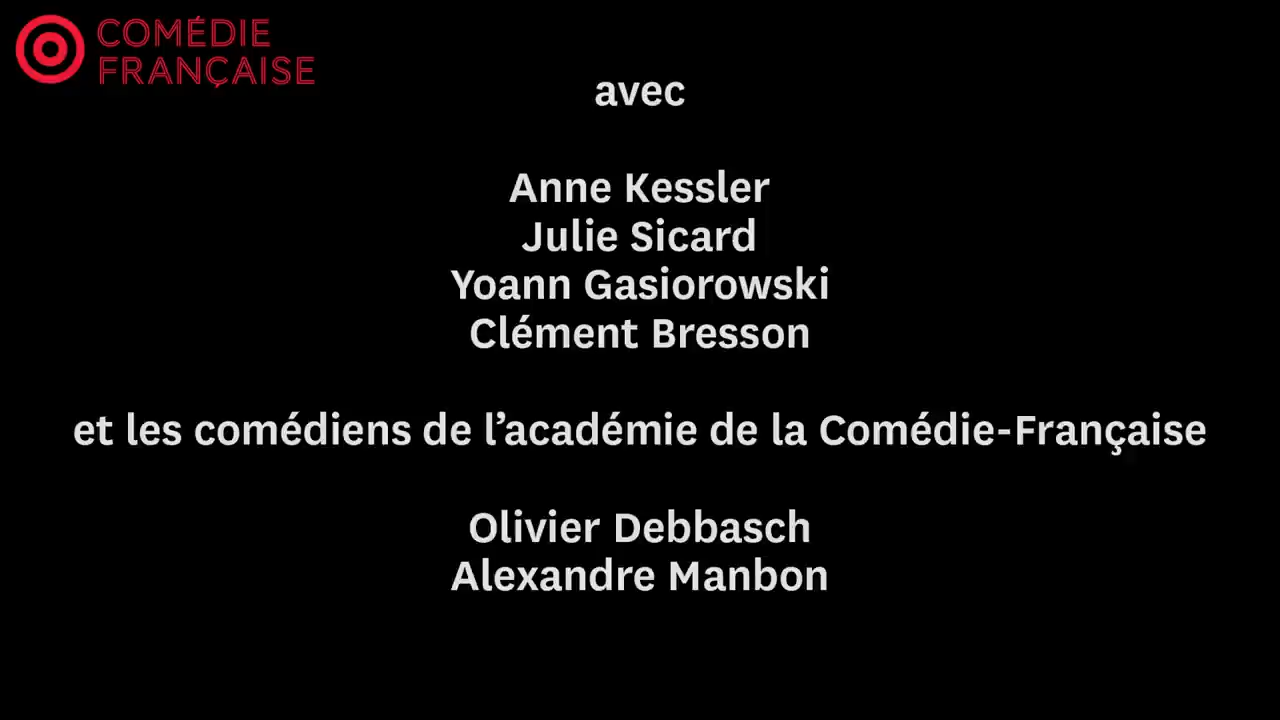 COMÉDIE
FRANÇAISE
avec
Anne Kessler
Julie Sicard
Yoann Gasiorowski
Clément Bresson
et les comédiens de l’académie de la Comédie-Française
Olivier Debbasch
Alexandre Manbon